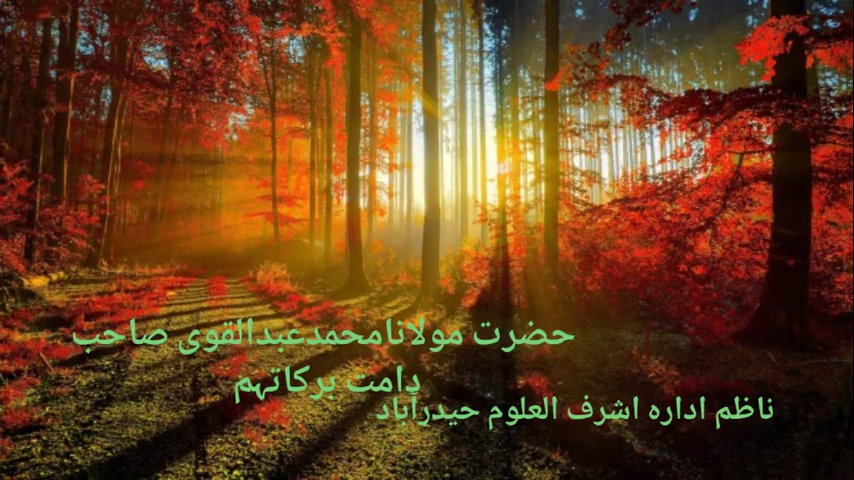 حضرت مولانامحمدعبدالقوی صاحب
دامت برکاتہم
ناظم ادارہ اشرف العلوم حیدرآباد